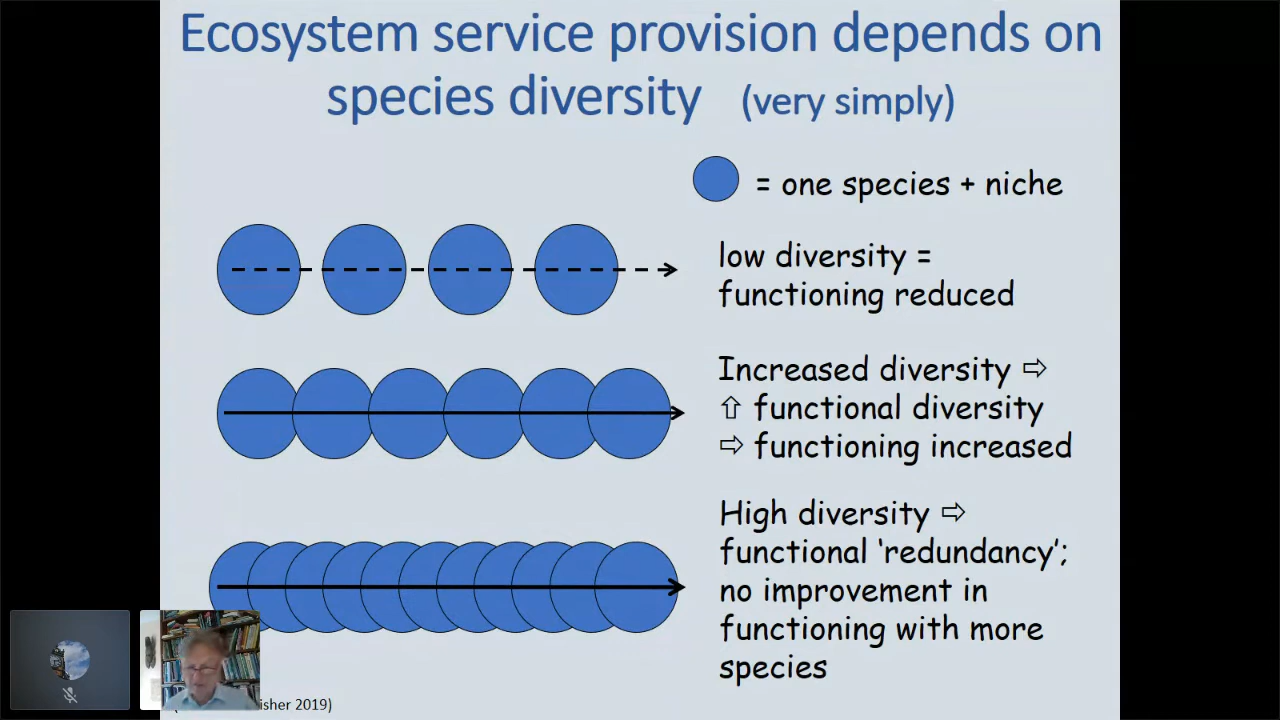 Ecosystem service provision depends on
species diversity (very simply)
= one species + niche
low diversity =
functioning reduced
Increased diversity ⇨
⇧ functional diversity
⇨ functioning increased
High diversity ⇨
functional ‘redundancy’;
no improvement in
functioning with more
species
2019)